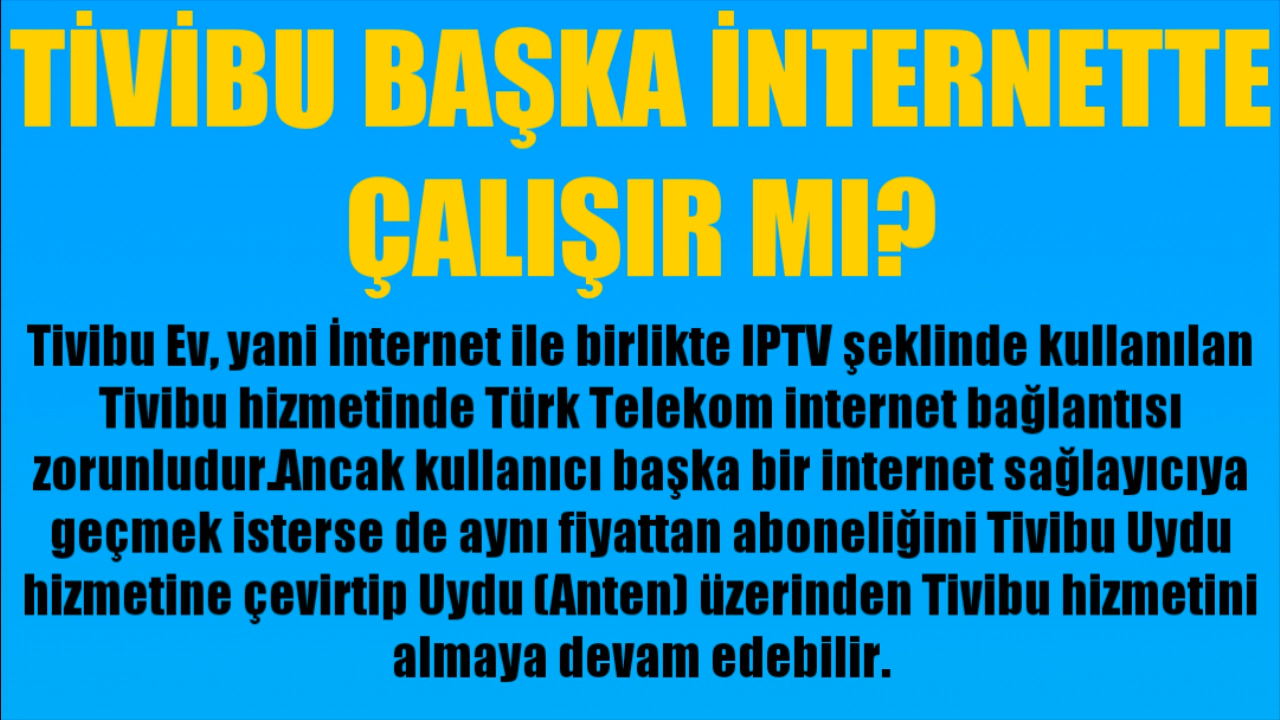 TİVİBU BAŞKA İNTERNETTE
ÇALIŞIR MI?
Tivibu Ev, yani İnternet ile birlikte IPTV şeklinde kullanılan
Tivibu hizmetinde Türk Telekom internet bağlantısı
zorunludur.Ancak kullanıcı başka bir internet sağlayıcıya
geçmek isterse de aynı fiyattan aboneliğini Tivibu Uydu
hizmetine çevirtip Uydu (Anten) üzerinden Tivibu hizmetini
almaya devam edebilir.